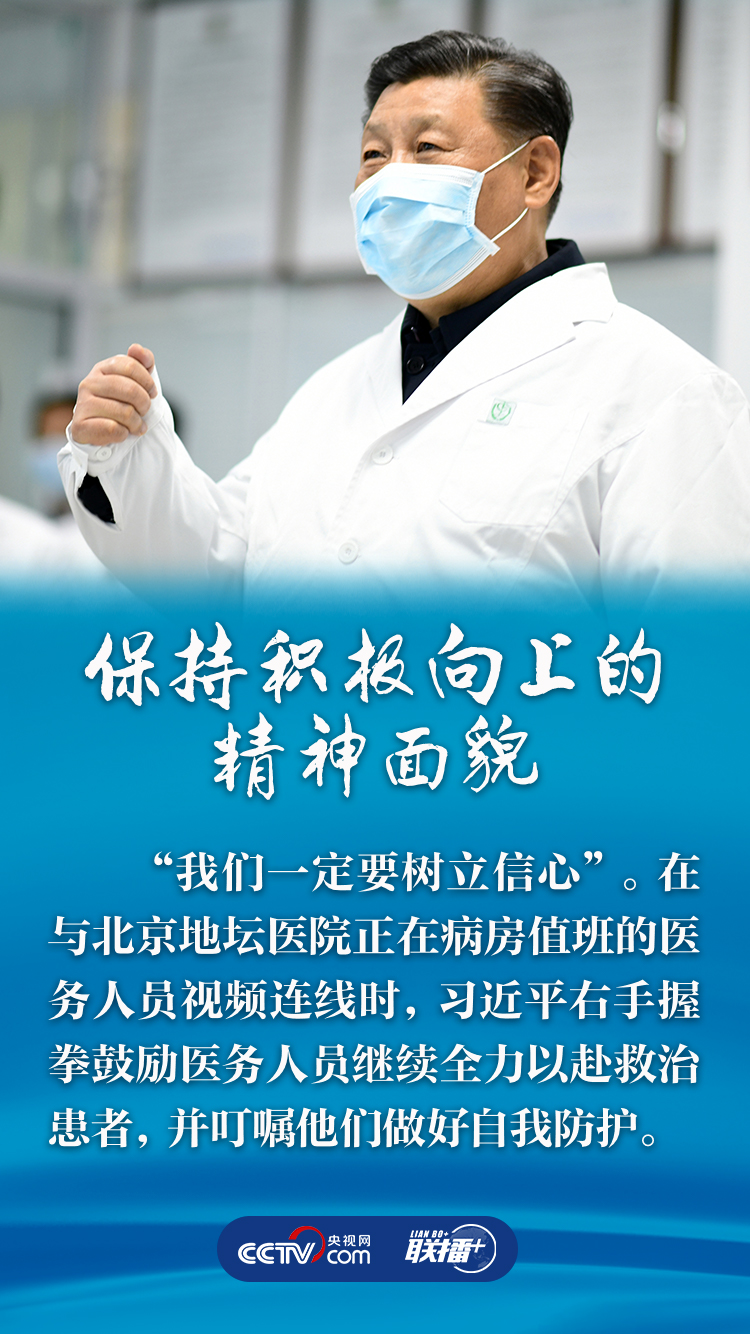 保持积极向上的
精神面貌
“我们一定要树立信心”。在
与北京地坛医院正在病房值班的医
务人员视频连线时，习近平右手握
拳鼓励医务人员继续全力以赴救治
患者，并叮嘱他们做好自我防护。
CCTV 央视网
com
LIAN BO+
联播+